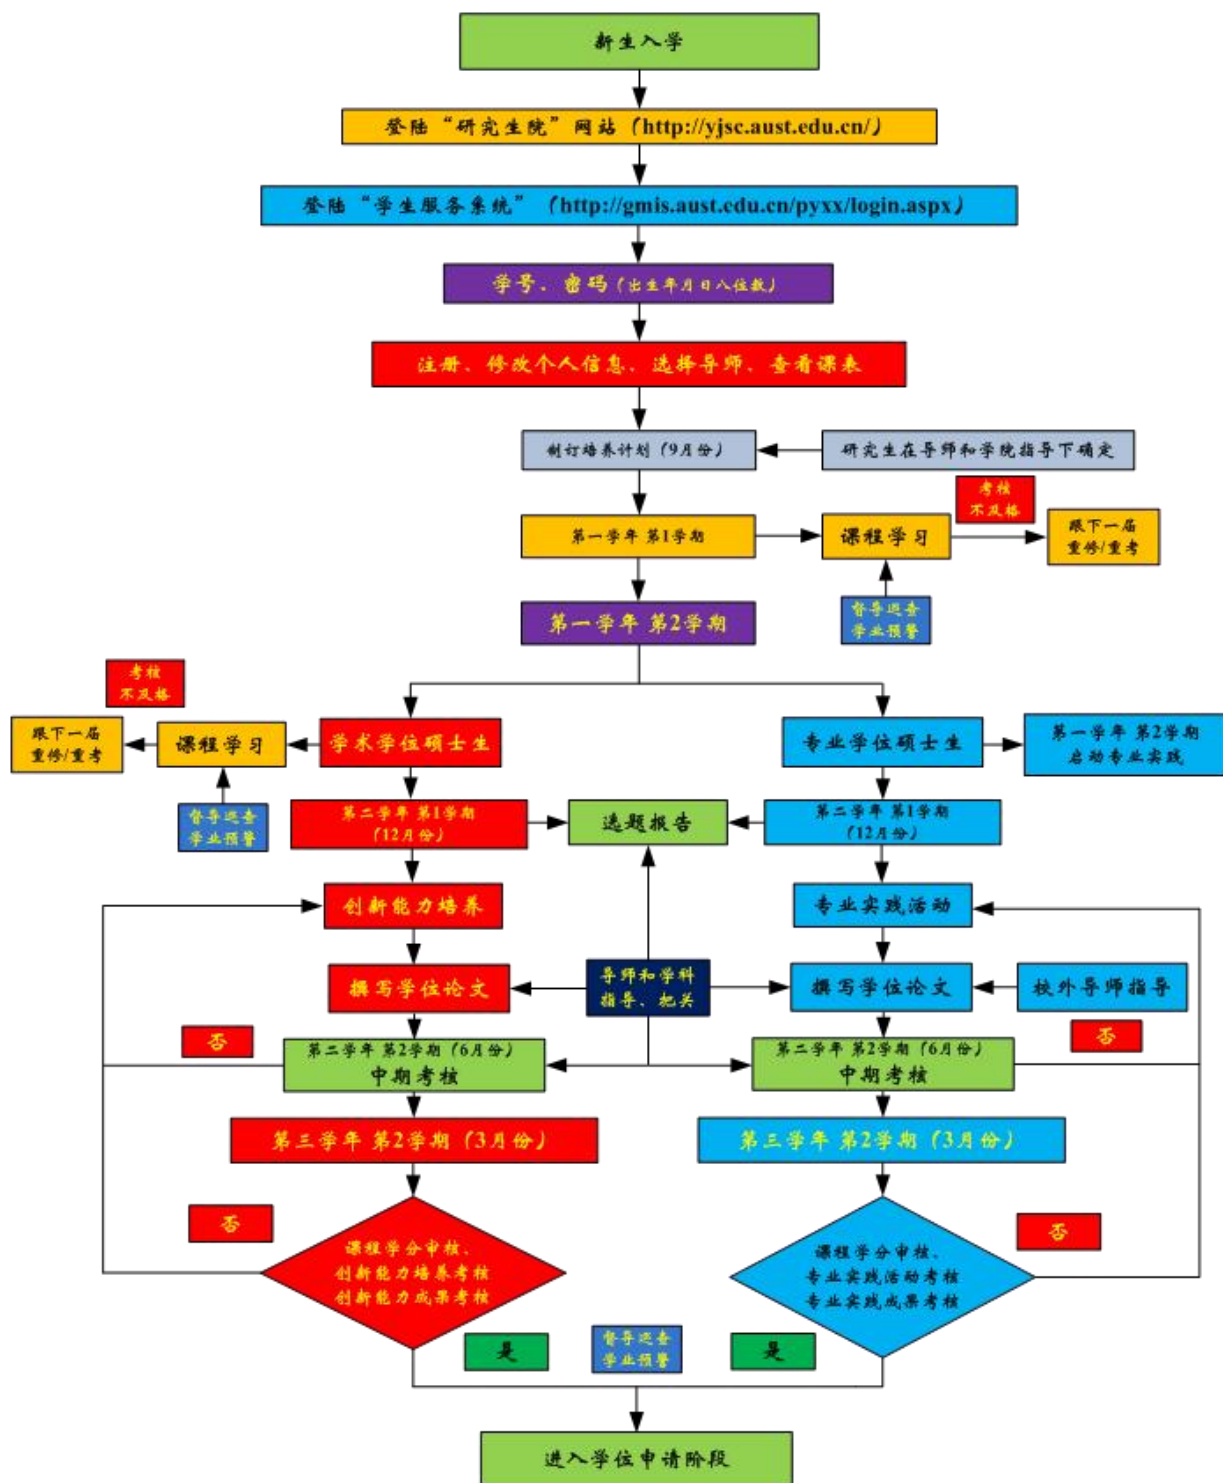 新生入学
登陆“研究生院”网站（http://yjsc.aust.edu.cn/）
登陆“学生服务系统”（http://gmis.aust.edu.cn/pyxx/login.aspx）
学号、密码（出生年月日八位数）
注册、修改个人信息、选择导师、查看课表
制订培养计划（9月份）
研究生在导师和学院指导下确定
考核
不及格
第一学年 第1学期
课程学习
跟下一届
重修/重考
督导巡查
学业预警
第一学年 第2学期
考核
不及格
跟下一届
重修/重考
课程学习
学术学位硕士生
专业学位硕士生
第一学年 第2学期
启动专业实践
督导巡查
学业预警
第二学年 第1学期
（12月份）
选题报告
第二学年 第1学期
（12月份）
创新能力培养
专业实践活动
撰写学位论文
导师和学科
指导、把关
撰写学位论文
校外导师指导
否
第二学年 第2学期（6月份）
中期考核
第二学年 第2学期（6月份）
中期考核
否
第三学年 第2学期（3月份）
第三学年 第2学期（3月份）
否
课程学分审核、
创新能力培养考核
创新能力成果考核
课程学分审核、
专业实践活动考核
专业实践成果考核
否
是
督导巡查
学业预警
是
进入学位申请阶段